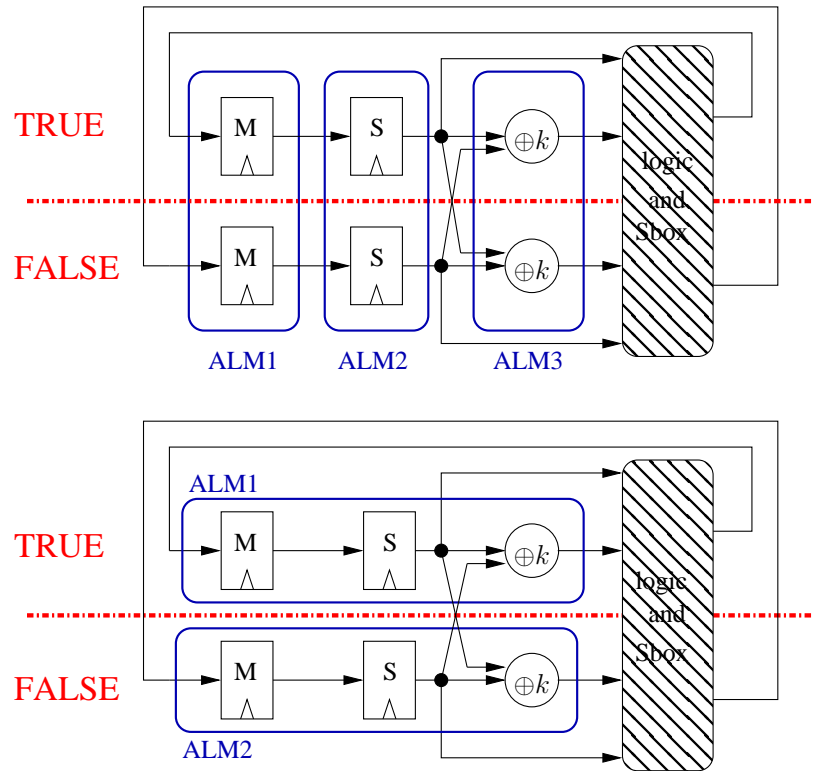 TRUE
M
S
⊕k
FALSE
M
S
⊕k
logic
and
Sbox
ALM1
ALM2
ALM3
ALM1
TRUE
M
S
⊕k
FALSE
M
S
⊕k
logic
and
Sbox
ALM2